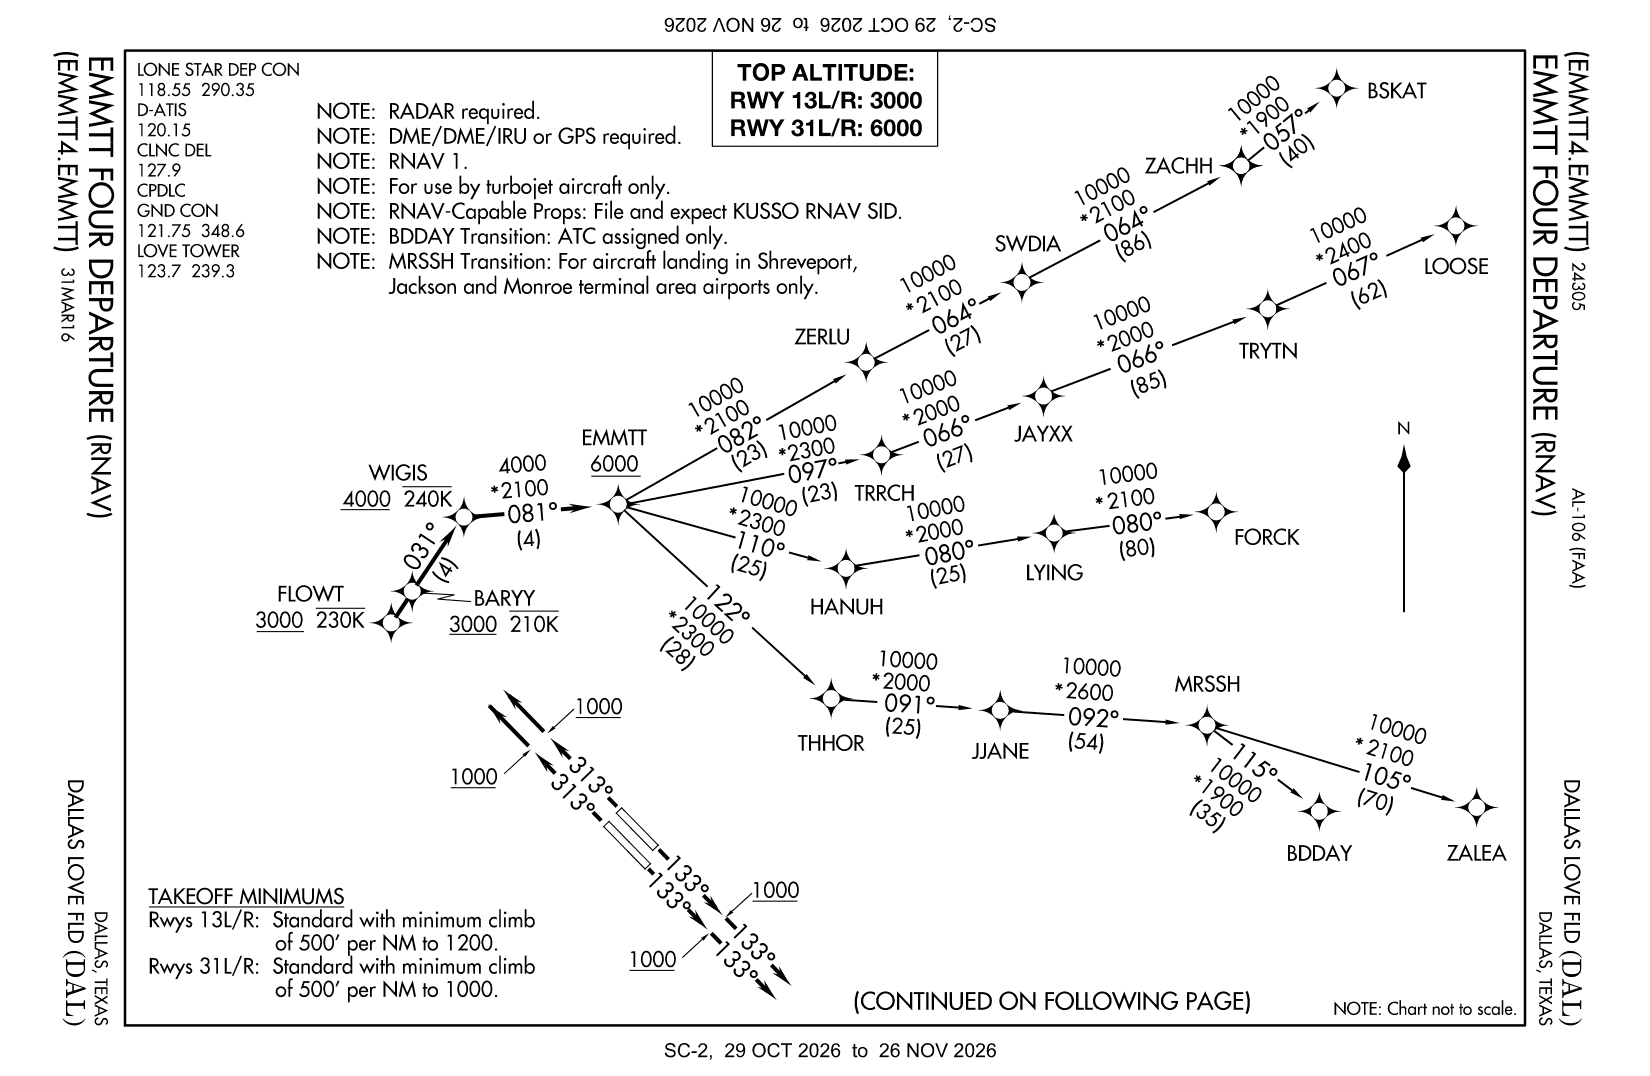 SC-2, 29 OCT 2026 to 26 NOV 2026
(EMMTT4.EMMTT) 31MAR16
EMMTT FOUR DEPARTURE (RNAV)
DALLAS LOVE FLD (DAL)
DALLAS, TEXAS
LONE STAR DEP CON
118.55 290.35
D-ATIS
120.15
CLNC DEL
127.9
CPDLC
GND CON
121.75 348.6
LOVE TOWER
123.7 239.3
NOTE: RADAR required.
NOTE: DME/DME/IRU or GPS required.
NOTE: RNAV 1.
NOTE: For use by turbojet aircraft only.
NOTE: RNAV-Capable Props: File and expect KUSSO RNAV SID.
NOTE: BDDAY Transition: ATC assigned only.
NOTE: MRSSH Transition: For aircraft landing in Shreveport,
Jackson and Monroe terminal area airports only.
TOP ALTITUDE:
RWY 13L/R: 3000
RWY 31L/R: 6000
BSKAT
10000
*1900
057°
(40)
ZACHH
10000
*2100
064°
(86)
SWDIA
10000
*2100
064°
(27)
ZERLU
10000
*2100
082°
(23)
LOOSE
10000
*2400
067°
(62)
TRYTN
10000
*2000
066°
(85)
JAYXX
10000
*2000
066°
(27)
TRRCH
10000
*2300
097°
(23)
EMMTT
6000
WIGIS
4000 240K
4000
*2100
081°
(4)
031°
(4)
FLOWT
3000 230K
BARYY
3000 210K
10000
*2300
110°
(25)
HANUH
10000
*2000
080°
(25)
LYING
10000
*2100
080°
(80)
FORCK
122°
10000
*2300
(28)
THHOR
10000
*2000
091°
(25)
JJANE
10000
*2600
092°
(54)
MRSSH
115°
10000
*1900
(35)
BDDAY
10000
*2100
105°
(70)
ZALEA
N
1000
1000
313°
313°
133°
133°
1000
1000
133°
133°
TAKEOFF MINIMUMS
Rwys 13L/R: Standard with minimum climb
of 500' per NM to 1200.
Rwys 31L/R: Standard with minimum climb
of 500' per NM to 1000.
(CONTINUED ON FOLLOWING PAGE)
NOTE: Chart not to scale.
(EMMTT4.EMMTT) 24305
EMMTT FOUR DEPARTURE (RNAV)
AL-106 (FAA)
DALLAS LOVE FLD (DAL)
DALLAS, TEXAS
SC-2, 29 OCT 2026 to 26 NOV 2026